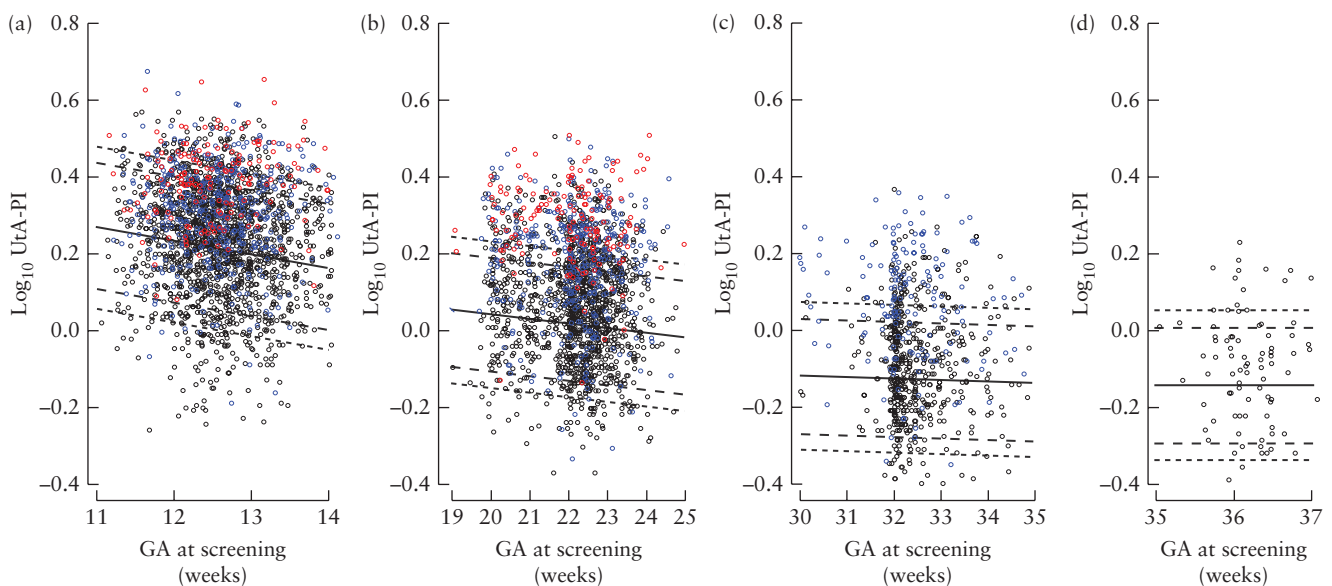 (a)
0.8
0.6
0.4
0.2
0.0
−0.2
−0.4
Log10 UtA-PI
11 12 13 14
GA at screening
(weeks)
(b)
0.8
0.6
0.4
0.2
0.0
−0.2
−0.4
Log10 UtA-PI
19 20 21 22 23 24 25
GA at screening
(weeks)
(c)
0.8
0.6
0.4
0.2
0.0
−0.2
−0.4
Log10 UtA-PI
30 31 32 33 34 35
GA at screening
(weeks)
(d)
0.8
0.6
0.4
0.2
0.0
−0.2
−0.4
Log10 UtA-PI
35 36 37
GA at screening
(weeks)